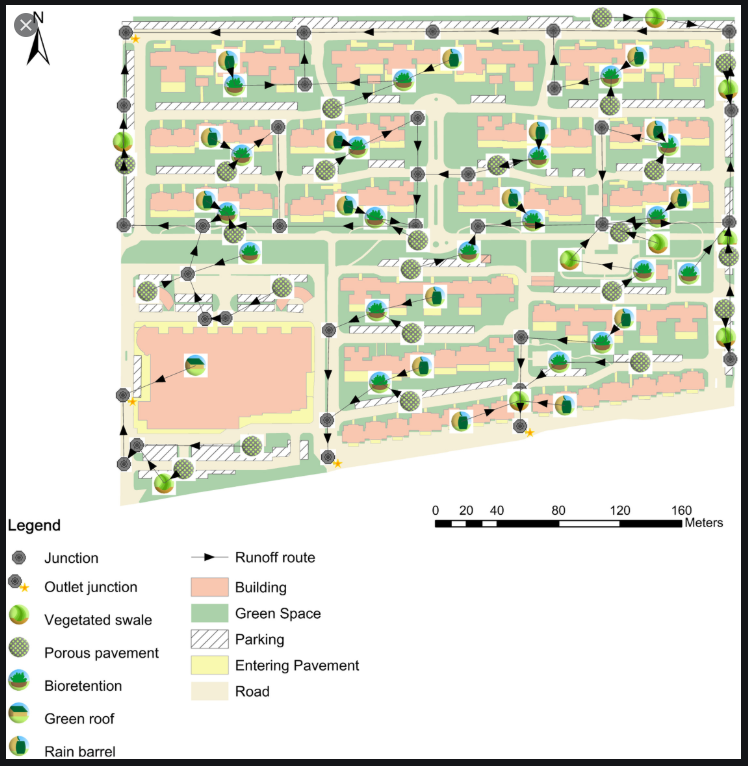 N
0 20 40 80 120 160
Meters
Legend
Junction
Outlet junction
Vegetated swale
Porous pavement
Bioretention
Green roof
Rain barrel
Runoff route
Building
Green Space
Parking
Entering Pavement
Road